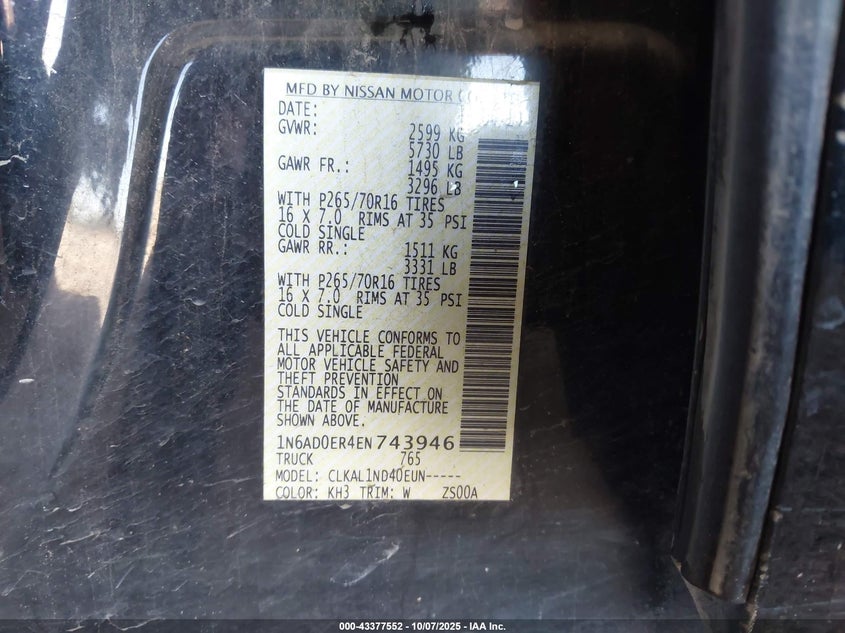 MFD BY NISSAN MOTOR
DATE:
GVWR: 2599 KG
5730 LB
GAWR FR.: 1495 KG
3296 LB
WITH P265/70R16 TIRES
16 X 7.0 RIMS AT 35 PSI
COLD SINGLE
GAWR RR.: 1511 KG
3331 LB
WITH P265/70R16 TIRES
16 X 7.0 RIMS AT 35 PSI
COLD SINGLE
THIS VEHICLE CONFORMS TO
ALL APPLICABLE FEDERAL
MOTOR VEHICLE SAFETY AND
THEFT PREVENTION
STANDARDS IN EFFECT ON
THE DATE OF MANUFACTURE
SHOWN ABOVE.
1N6AD0ER4EN743946
TRUCK 765
MODEL: CLKAL1ND40EUN-----
COLOR: KH3 TRIM: W ZS00A
000-43377552 - 10/07/2025 - IAA Inc.